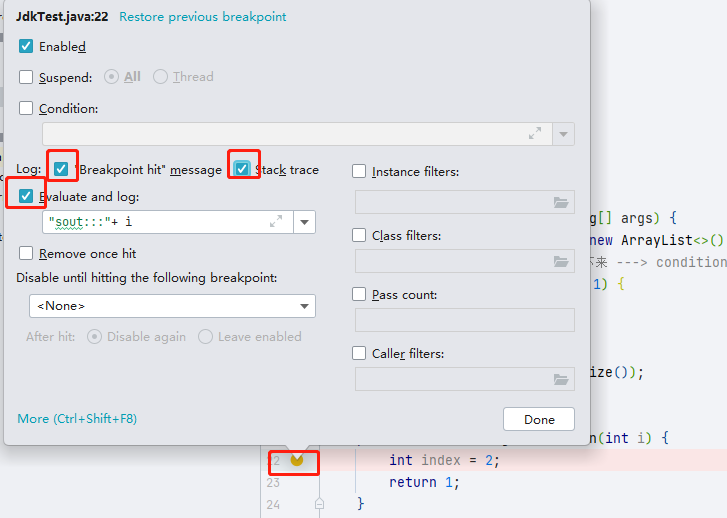 JdkTest.java:22 Restore previous breakpoint
Enabled
Suspend: All Thread
Condition:
Log: "Breakpoint hit" message Stack trace
Evaluate and log:
"sout:::"+ i
Remove once hit
Disable until hitting the following breakpoint:
<None>
After hit: Disable again Leave enabled
Instance filters:
Class filters:
Pass count:
Caller filters:
More (Ctrl+Shift+F8)
Done
g[] args) {
new ArrayList<>()
来 ---> condition
1) {
ize());
n(int i) {
22 int index = 2;
23 return 1;
24 }